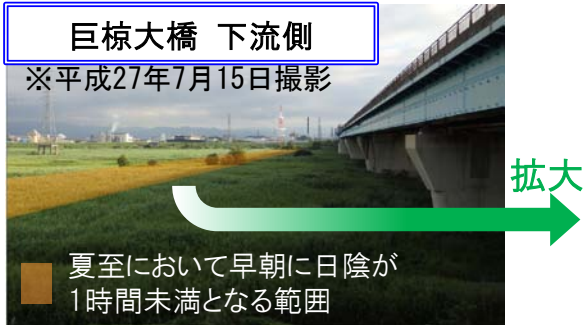 巨椋大橋 下流側
※平成27年7月15日撮影
拡大
夏至において早朝に日陰が
1時間未満となる範囲